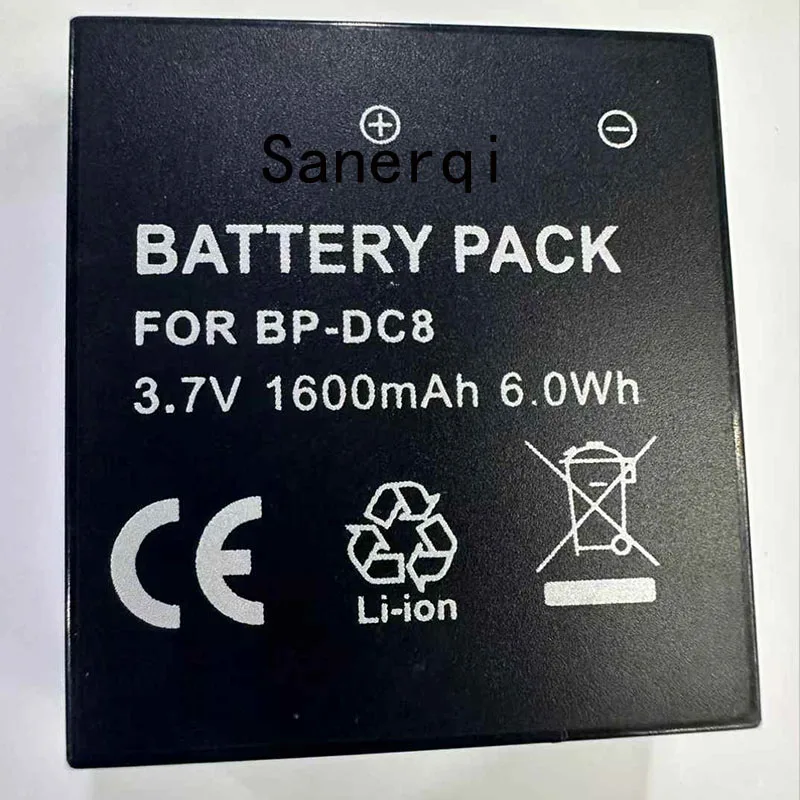 + −
Sanerqi
BATTERY PACK
FOR BP-DC8
3.7V 1600mAh 6.0Wh
CE
Li-ion